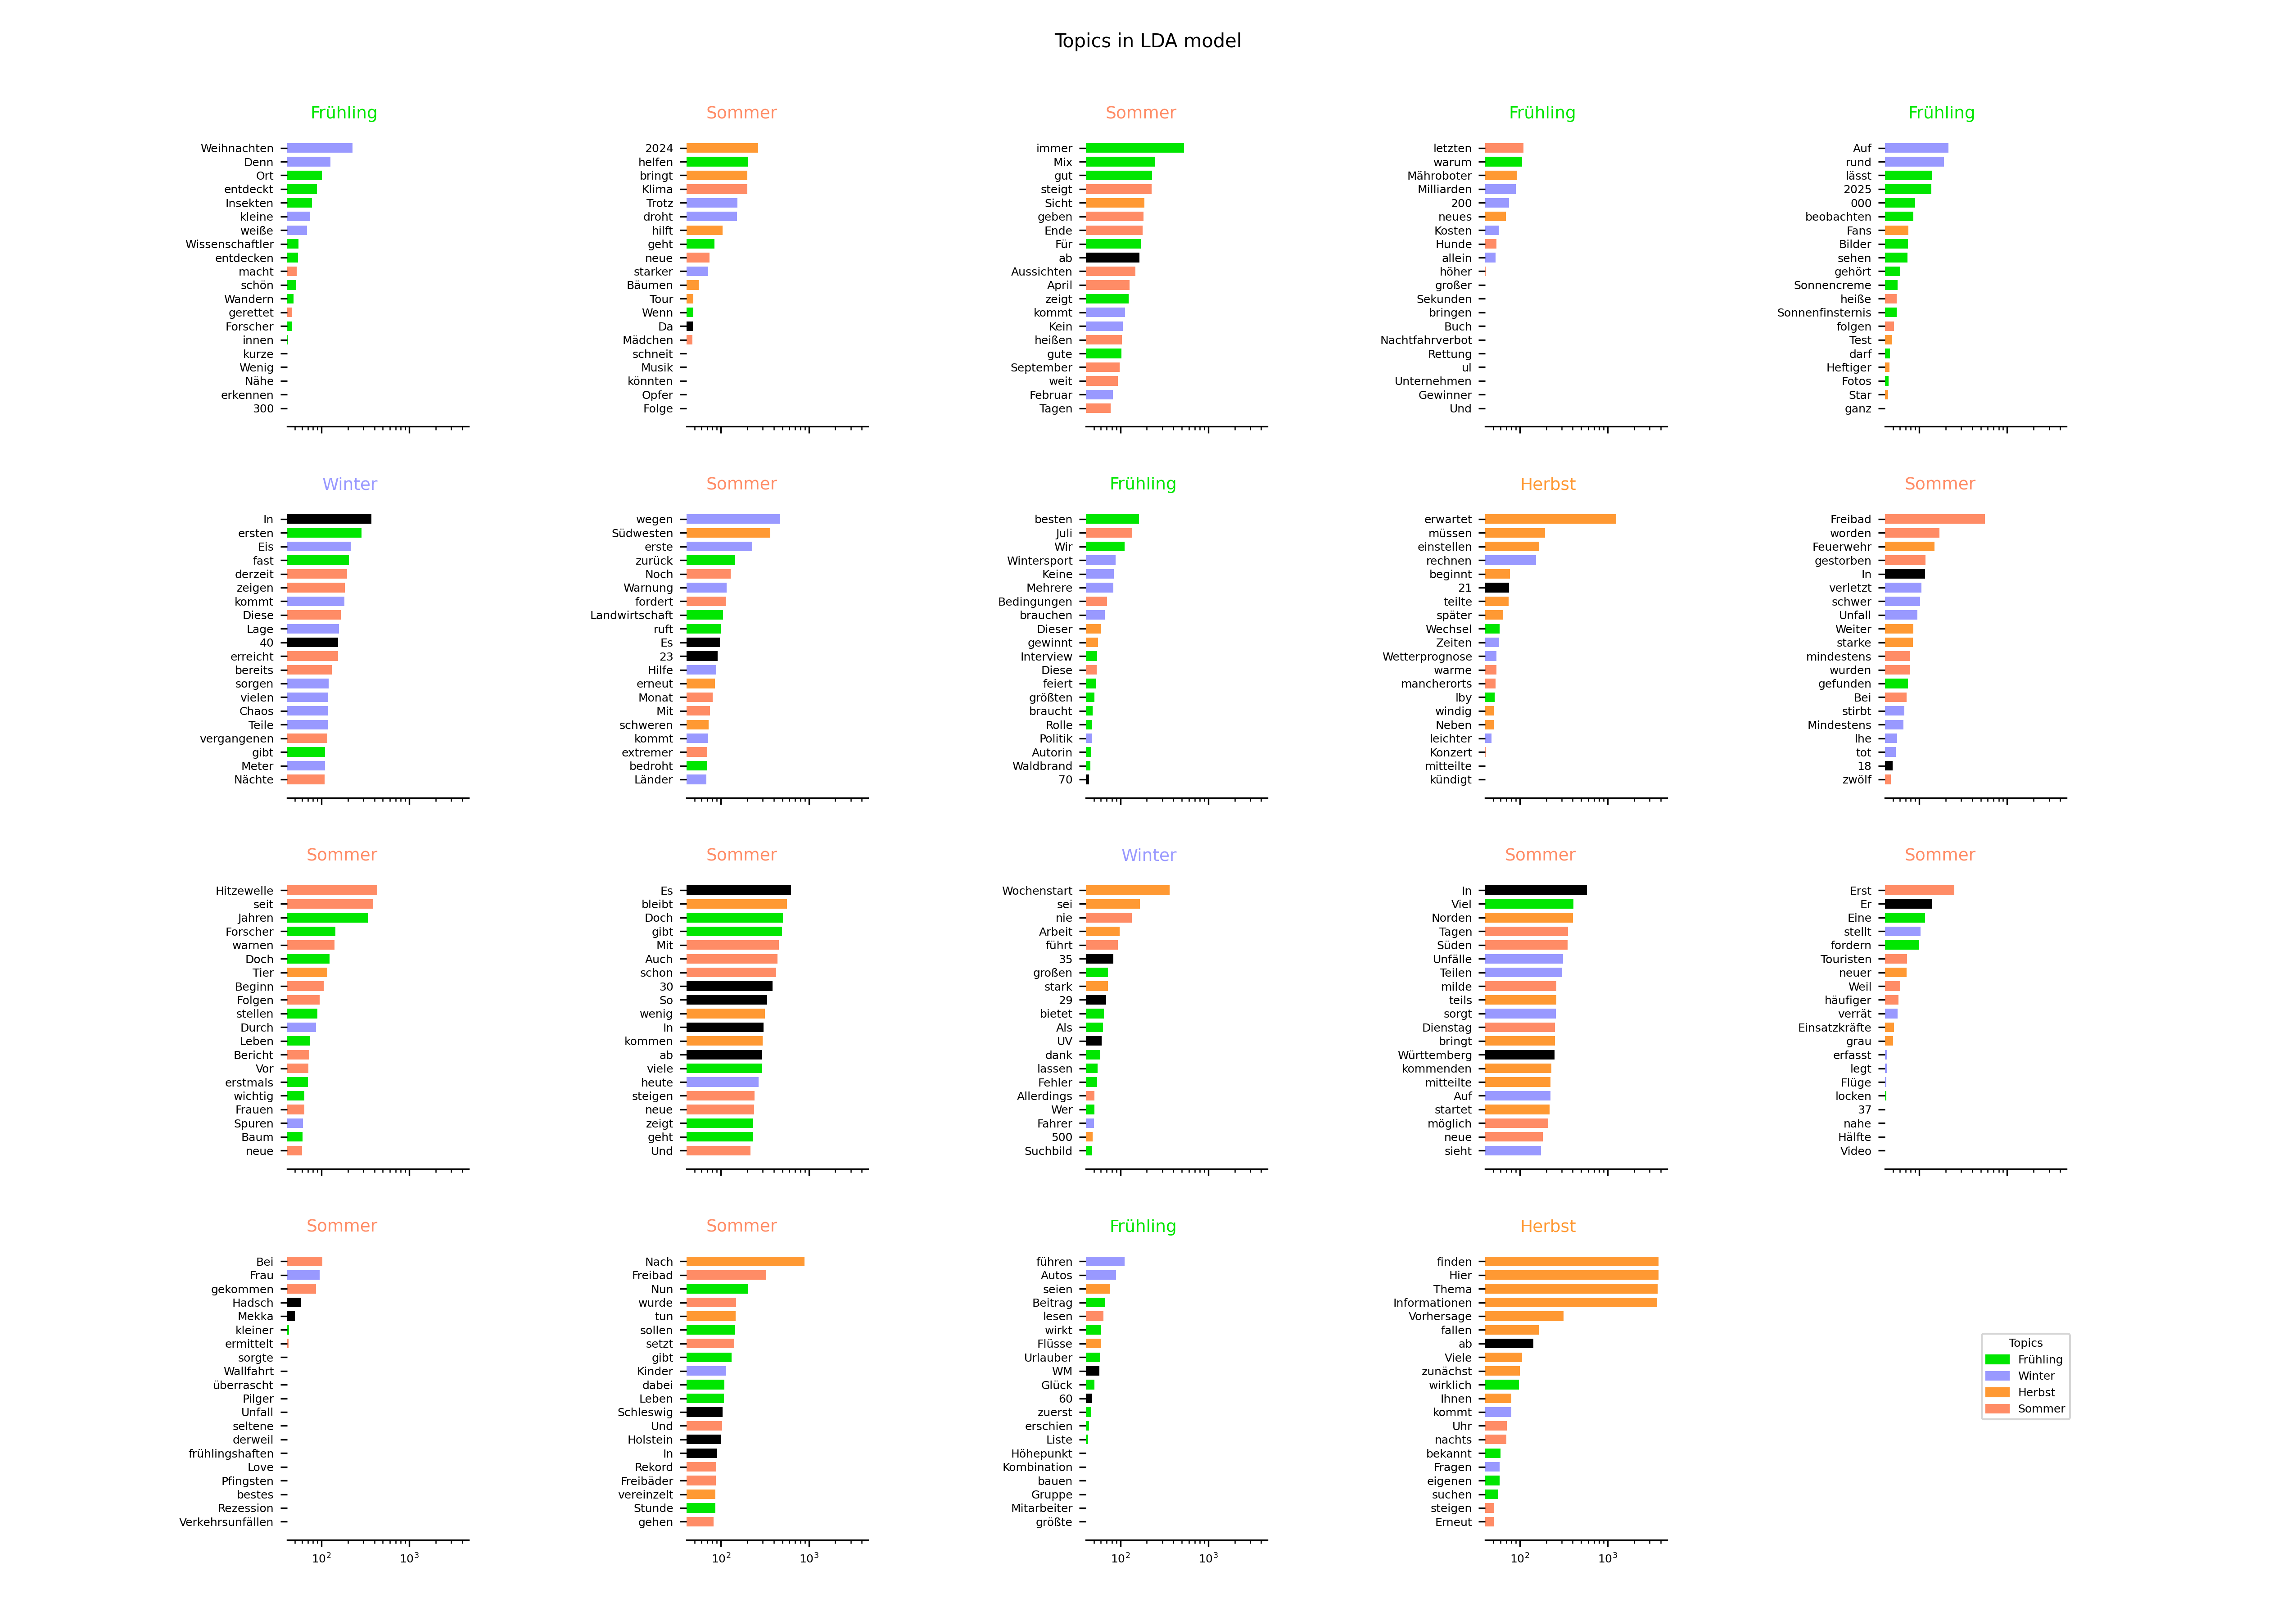 Topics in LDA model
Frühling
Weihnachten
Denn
Ort
entdeckt
Insekten
kleine
weiße
Wissenschaftler
entdecken
macht
schön
Wandern
gerettet
Forscher
innen
kurze
Wenig
Nähe
erkennen
300
Sommer
2024
helfen
bringt
Klima
Trotz
droht
hilft
geht
neue
starker
Bäumen
Tour
Wenn
Da
Mädchen
schneit
Musik
könnten
Opfer
Folge
Sommer
immer
Mix
gut
steigt
Sicht
geben
Ende
Für
ab
Aussichten
April
zeigt
kommt
Kein
heißen
gute
September
weit
Februar
Tagen
Frühling
letzten
warum
Mähroboter
Milliarden
200
neues
Kosten
Hunde
allein
höher
großer
Sekunden
bringen
Buch
Nachtfahrverbot
Rettung
ul
Unternehmen
Gewinner
Und
Frühling
Auf
rund
lässt
2025
000
beobachten
Fans
Bilder
sehen
gehört
Sonnencreme
heiße
Sonnenfinsternis
folgen
Test
darf
Heftiger
Fotos
Star
ganz
Winter
In
ersten
Eis
fast
derzeit
zeigen
kommt
Diese
Lage
40
erreicht
bereits
sorgen
vielen
Chaos
Teile
vergangenen
gibt
Meter
Nächte
Sommer
wegen
Südwesten
erste
zurück
Noch
Warnung
fordert
Landwirtschaft
ruft
Es
23
Hilfe
erneut
Monat
Mit
schweren
kommt
extremer
bedroht
Länder
Frühling
besten
Juli
Wir
Wintersport
Keine
Mehrere
Bedingungen
brauchen
Dieser
gewinnt
Interview
Diese
feiert
größten
braucht
Rolle
Politik
Autorin
Waldbrand
70
Herbst
erwartet
müssen
einstellen
rechnen
beginnt
21
teilte
später
Wechsel
Zeiten
Wetterprognose
warme
mancherorts
lby
windig
Neben
leichter
Konzert
mitteilte
kündigt
Sommer
Freibad
worden
Feuerwehr
gestorben
In
verletzt
schwer
Unfall
Weiter
starke
mindestens
wurden
gefunden
Bei
stirbt
Mindestens
lhe
tot
18
zwölf
Sommer
Hitzewelle
seit
Jahren
Forscher
warnen
Doch
Tier
Beginn
Folgen
stellen
Durch
Leben
Bericht
Vor
erstmals
wichtig
Frauen
Spuren
Baum
neue
Sommer
Es
bleibt
Doch
gibt
Mit
Auch
schon
30
So
wenig
In
kommen
ab
viele
heute
steigen
neue
zeigt
geht
Und
Winter
Wochenstart
sei
nie
Arbeit
führt
35
großen
stark
29
bietet
Als
UV
dank
lassen
Fehler
Allerdings
Wer
Fahrer
500
Suchbild
Sommer
In
Viel
Norden
Tagen
Süden
Unfälle
Teilen
milde
teils
sorgt
Dienstag
bringt
Württemberg
kommenden
mitteilte
Auf
startet
möglich
neue
sieht
Sommer
Erst
Er
Eine
stellt
fordern
Touristen
neuer
Weil
häufiger
verrät
Einsatzkräfte
grau
erfasst
legt
Flüge
locken
37
nahe
Hälfte
Video
Sommer
Bei
Frau
gekommen
Hadsch
Mekka
kleiner
ermittelt
sorgte
Wallfahrt
überrascht
Pilger
Unfall
seltene
derweil
frühlingshaften
Love
Pfingsten
bestes
Rezession
Verkehrsunfällen
10² 10³
Sommer
Nach
Freibad
Nun
wurde
tun
sollen
setzt
gibt
Kinder
dabei
Leben
Schleswig
Und
Holstein
In
Rekord
Freibäder
vereinzelt
Stunde
gehen
10² 10³
Frühling
führen
Autos
seien
Beitrag
lesen
wirkt
Flüsse
Urlauber
WM
Glück
60
zuerst
erschien
Liste
Höhepunkt
Kombination
bauen
Gruppe
Mitarbeiter
größte
10² 10³
Herbst
finden
Hier
Thema
Informationen
Vorhersage
fallen
ab
Viele
zunächst
wirklich
Ihnen
kommt
Uhr
nachts
bekannt
Fragen
eigenen
suchen
steigen
Erneut
10² 10³
Topics
Frühling
Winter
Herbst
Sommer